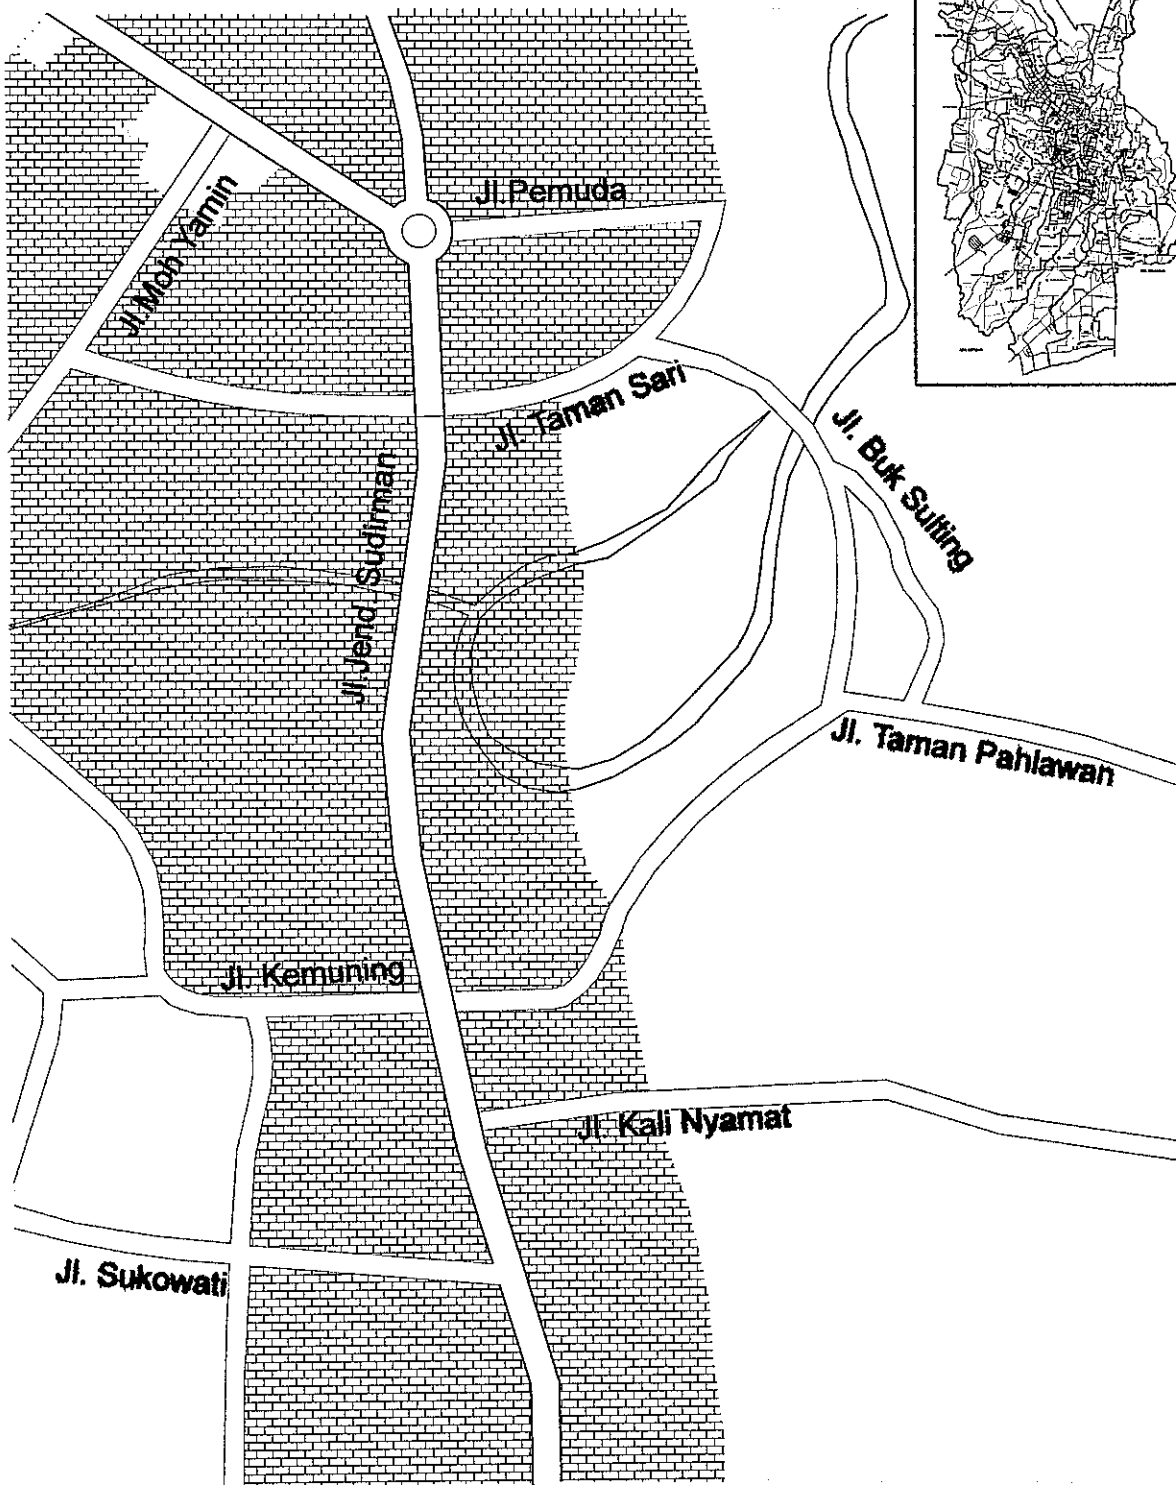 Jl.Pemuda
Jl.Moh Yamin
Jl. Taman Sari
Jl. Buk Suling
Jl.Jend. Sudirman
Jl. Taman Pahlawan
Jl. Kemuning
Jl. Kali Nyamat
Jl. Sukowati